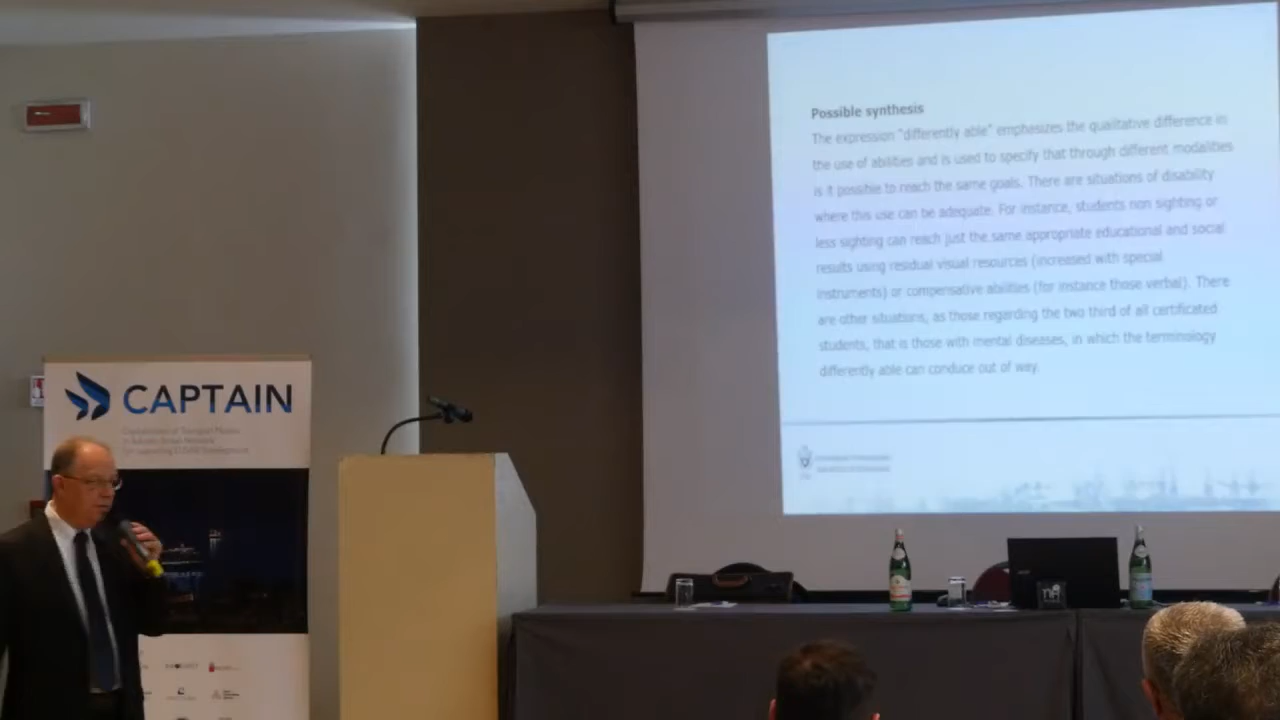 Possible synthesis
The expression "differently able" emphasizes the qualitative difference in
the use of abilities and is used to specify that through different modalities
is it possible to reach the same goals. There are situations of disability
where this use can be adequate. For instance, students non sighting or
less sighting can reach just the same appropriate educational and social
results using residual visual resources (increased with special
instruments) or compensative abilities (for instance those verbal). There
are other situations, as those regarding the two third of all certificated
students, that is those with mental diseases, in which the terminology
differently able can conduce out of way.
CAPTAIN